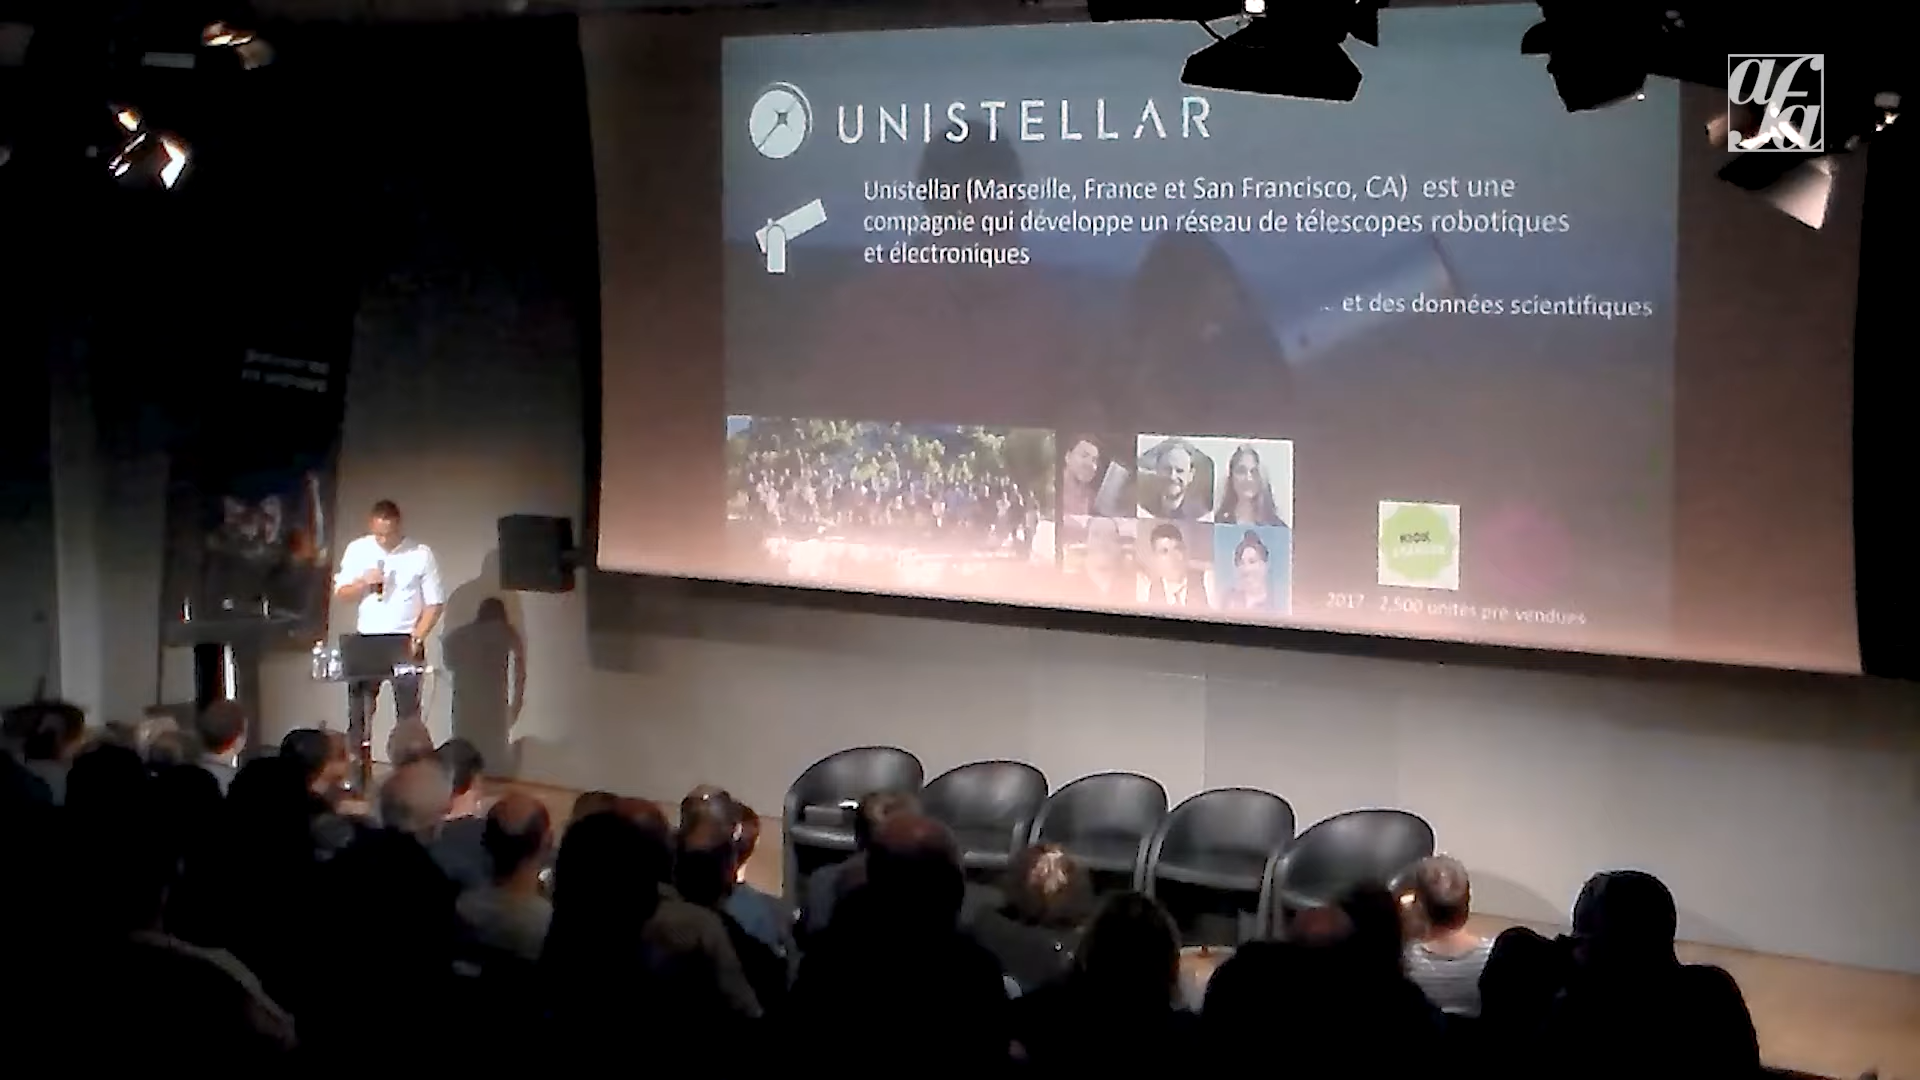 UNISTELLAR
Unistellar (Marseille, France et San Francisco, CA) est une
compagnie qui développe un réseau de télescopes robotiques
et électroniques
... et des données scientifiques
2017 2,500 unités pré vendues
afa